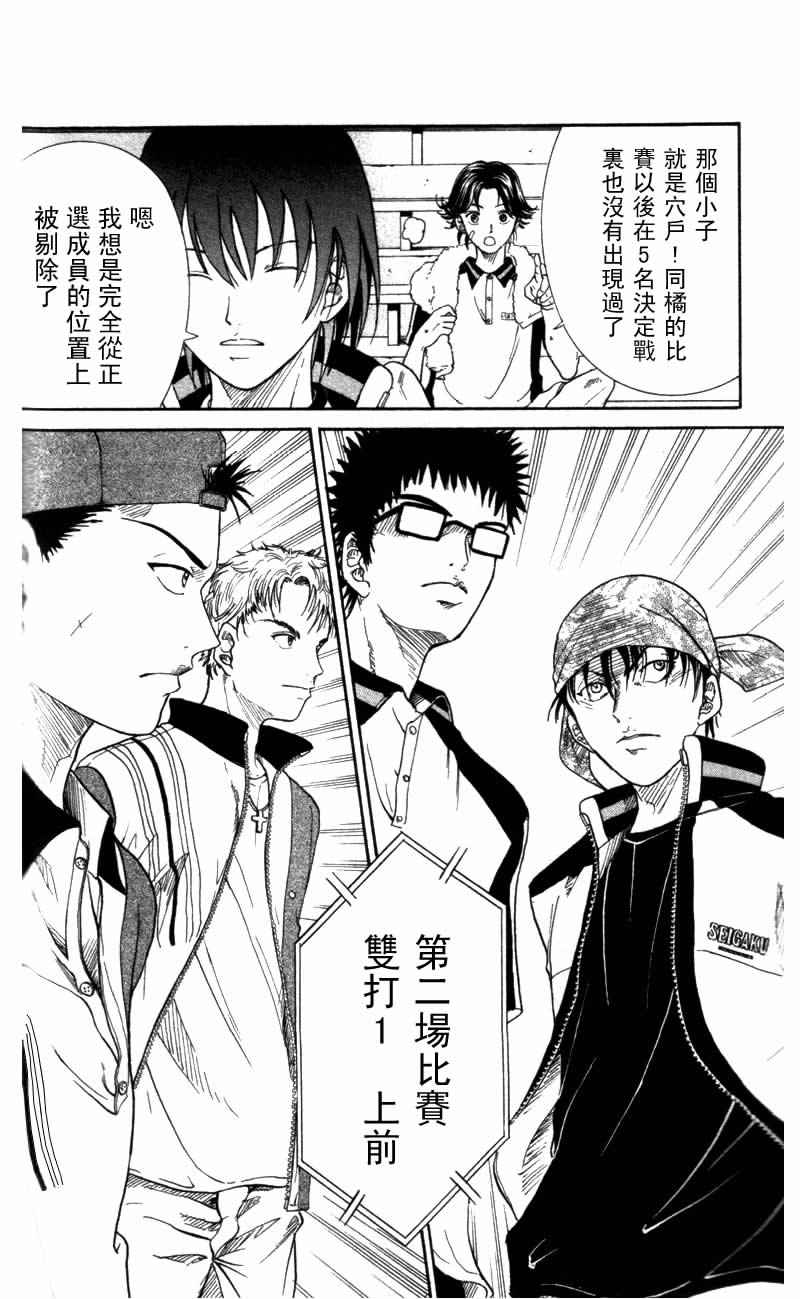 那個小子
就是穴戶！同橘的比
賽以後在5名決定戰
裏也沒有出現過了
嗯
我想是完全從正
選成員的位置上
被剔除了
SEIGAKU
第二場比賽
雙打1 上前